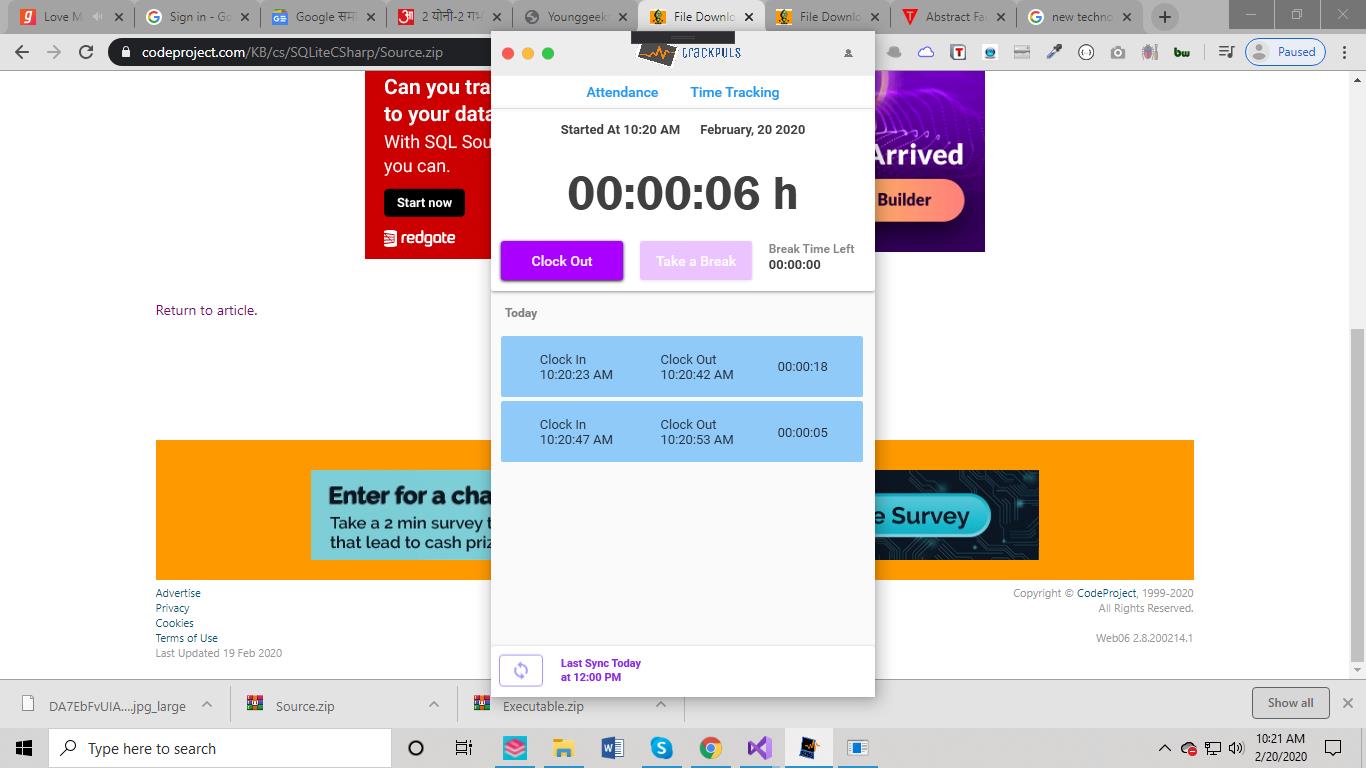 Love M
Sign in - Go
Google समा
2 योनी-2 गर्भ
Younggeek
File Downlo
File Downlo
Abstract Fa
new techno
codeproject.com/KB/cs/SQLiteCSharp/Source.zip
Paused
trackpuls
Attendance
Time Tracking
Started At 10:20 AM
February, 20 2020
00:00:06 h
Clock Out
Take a Break
Break Time Left
00:00:00
Today
Clock In
10:20:23 AM
Clock Out
10:20:42 AM
00:00:18
Clock In
10:20:47 AM
Clock Out
10:20:53 AM
00:00:05
Last Sync Today
at 12:00 PM
Can you tra
to your data
With SQL Sou
you can.
Start now
redgate
Arrived
Builder
Return to article.
Enter for a cha
Take a 2 min survey t
that lead to cash priz
e Survey
Advertise
Privacy
Cookies
Terms of Use
Last Updated 19 Feb 2020
Copyright © CodeProject, 1999-2020
All Rights Reserved.
Web06 2.8.200214.1
DA7EbFvUIA....jpg_large
Source.zip
Executable.zip
Show all
Type here to search
10:21 AM
2/20/2020